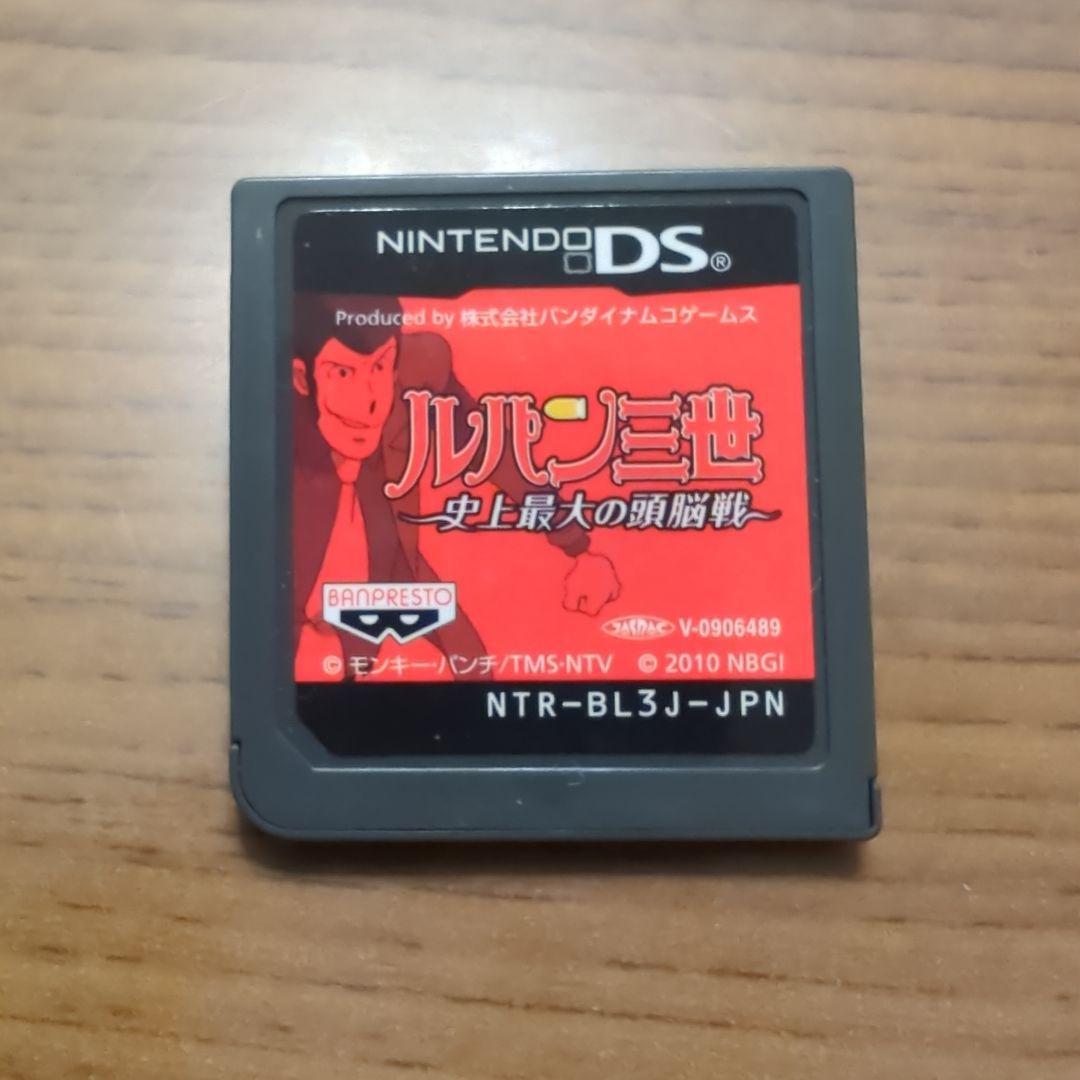 NINTENDO DS®
Produced by 株式会社バンダイナムコゲームス
ルパン三世
史上最大の頭脳戦
BANPRESTO
JASRAC V-0906489
© モンキー・パンチ/TMS・NTV © 2010 NBGI
NTR-BL3J-JPN